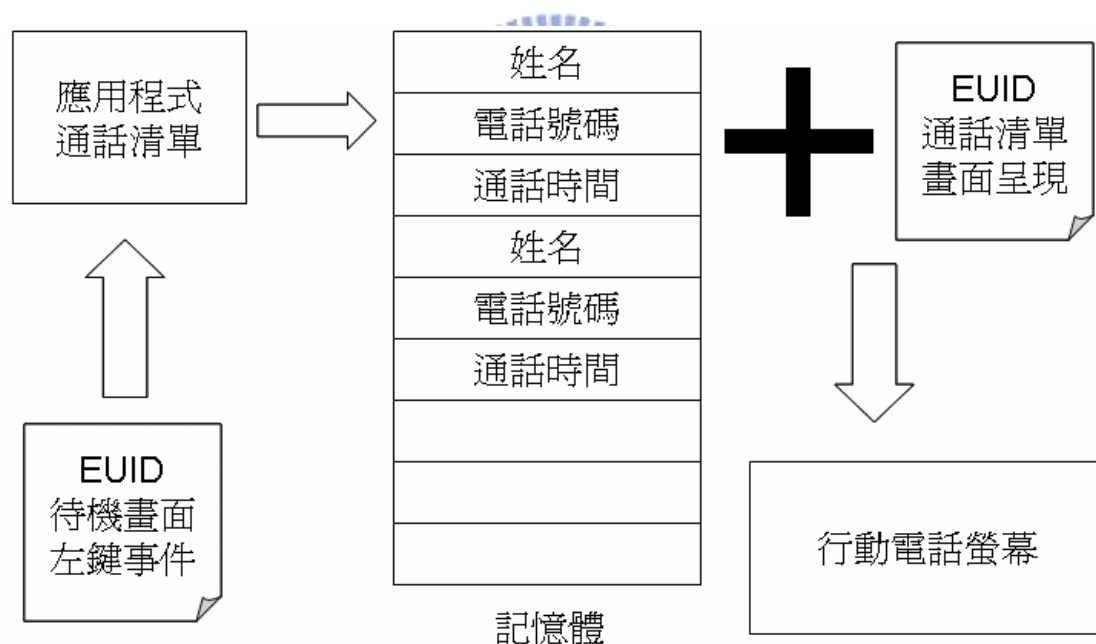 應用程式
通話清單
姓名
電話號碼
通話時間
姓名
電話號碼
通話時間
記憶體
EUID
通話清單
畫面呈現
EUID
待機畫面
左鍵事件
行動電話螢幕